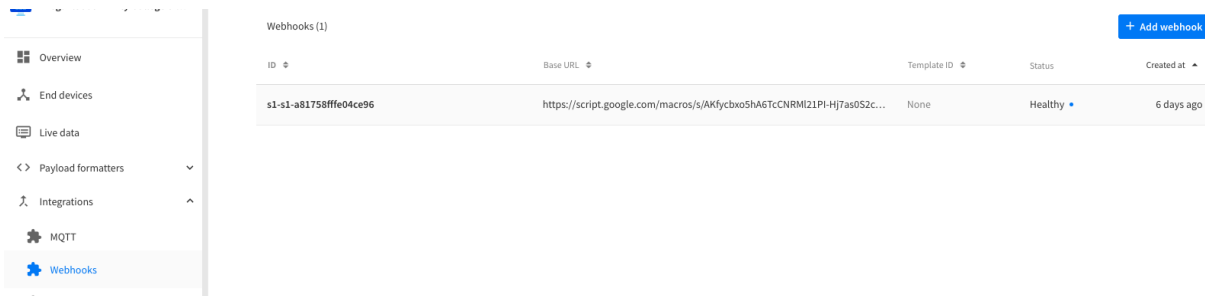 Webhooks (1)
+ Add webhook
Overview
End devices
Live data
Payload formatters
Integrations
MQTT
Webhooks
ID
Base URL
Template ID
Status
Created at
s1-s1-a81758fffe04ce96
https://script.google.com/macros/s/AKfycbxo5hA6TcCNRMl21PI-Hj7as0S2c...
None
Healthy
6 days ago